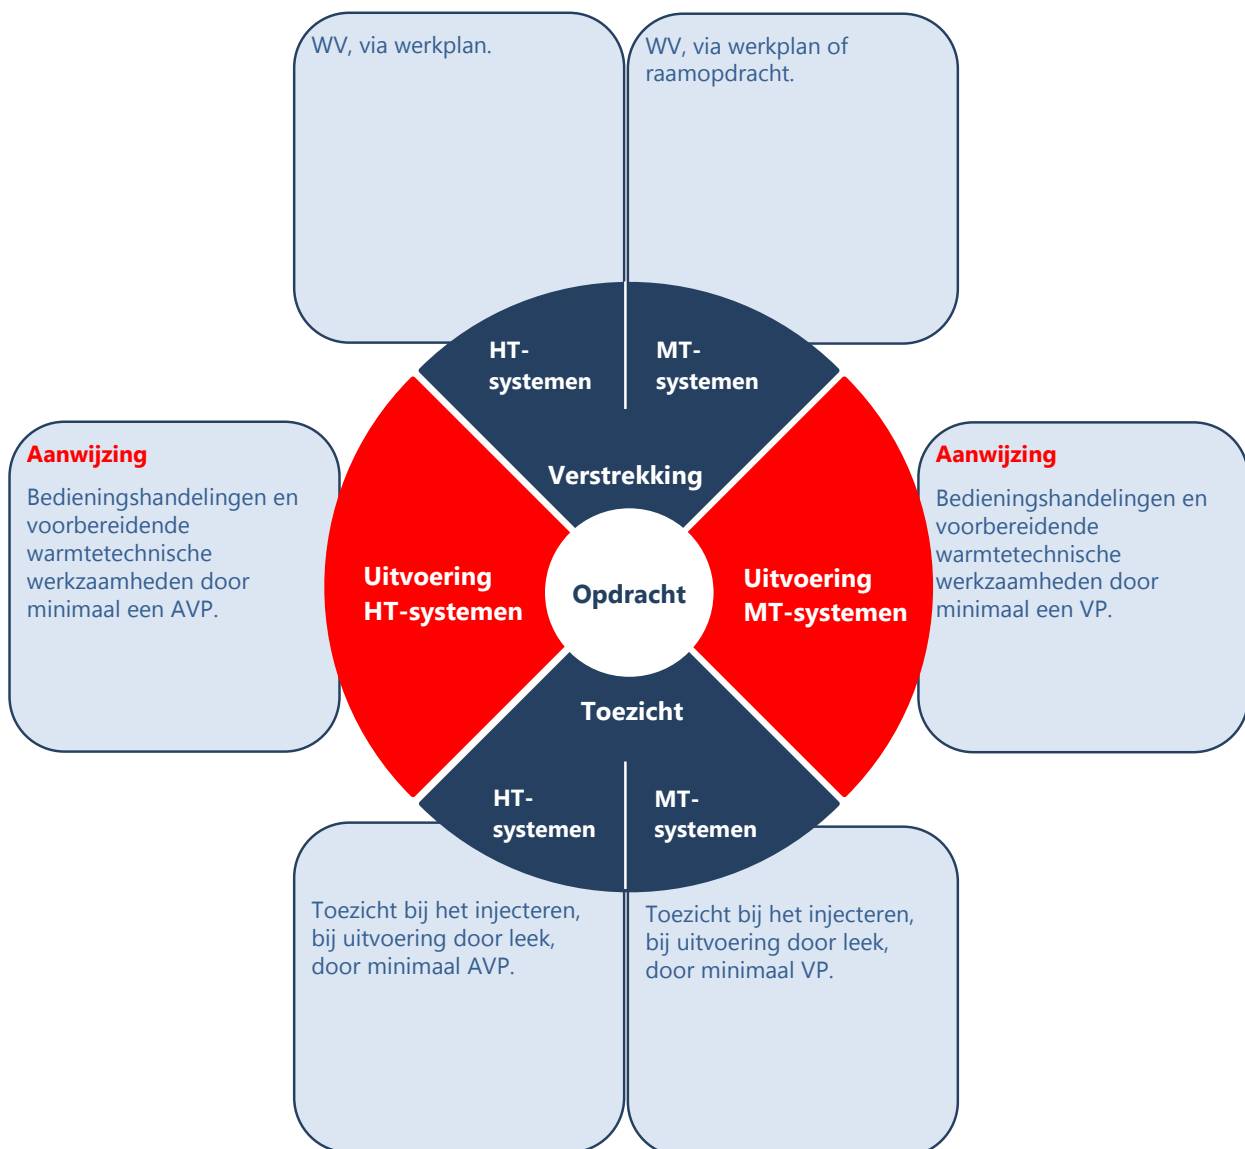 WV, via werkplan.
WV, via werkplan of
raamopdracht.
HT-
systemen
MT-
systemen
Verstrekking
Aanwijzing
Bedieningshandelingen en
voorbereidende
warmtetechnische
werkzaamheden door
minimaal een AVP.
Uitvoering
HT-systemen
Opdracht
Uitvoering
MT-systemen
Aanwijzing
Bedieningshandelingen en
voorbereidende
warmtetechnische
werkzaamheden door
minimaal een VP.
Toezicht
HT-
systemen
MT-
systemen
Toezicht bij het injecteren,
bij uitvoering door leek,
door minimaal AVP.
Toezicht bij het injecteren,
bij uitvoering door leek,
door minimaal VP.